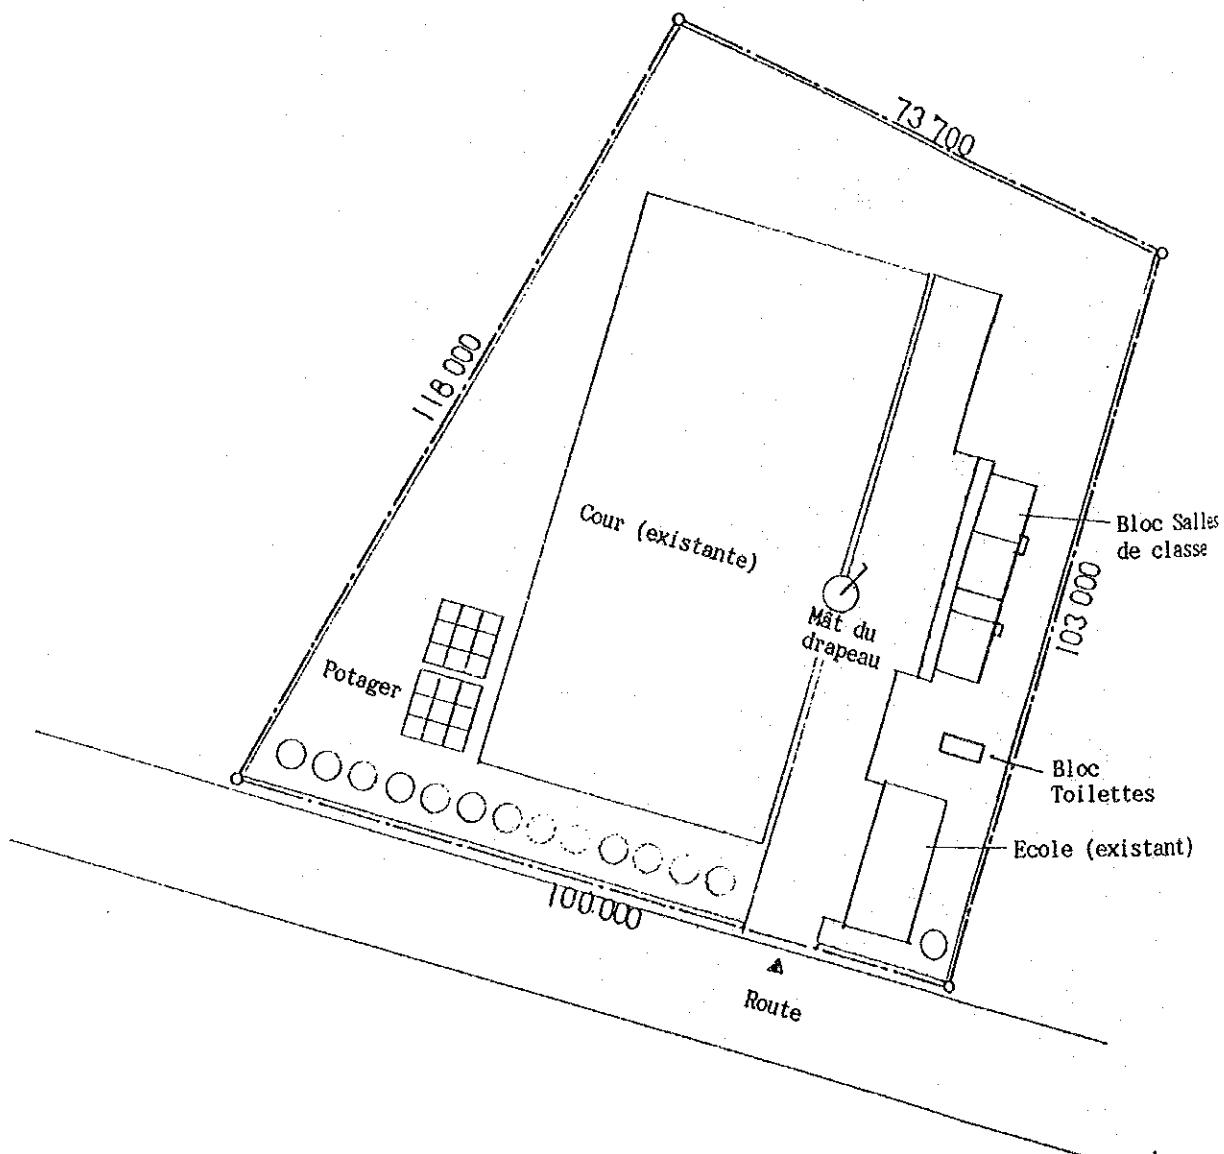 73 700
118 000
Cour (existante)
Bloc Salles
de classe
103 000
Mât du
drapeau
Potager
Bloc
Toilettes
Ecole (existant)
100.000
Route